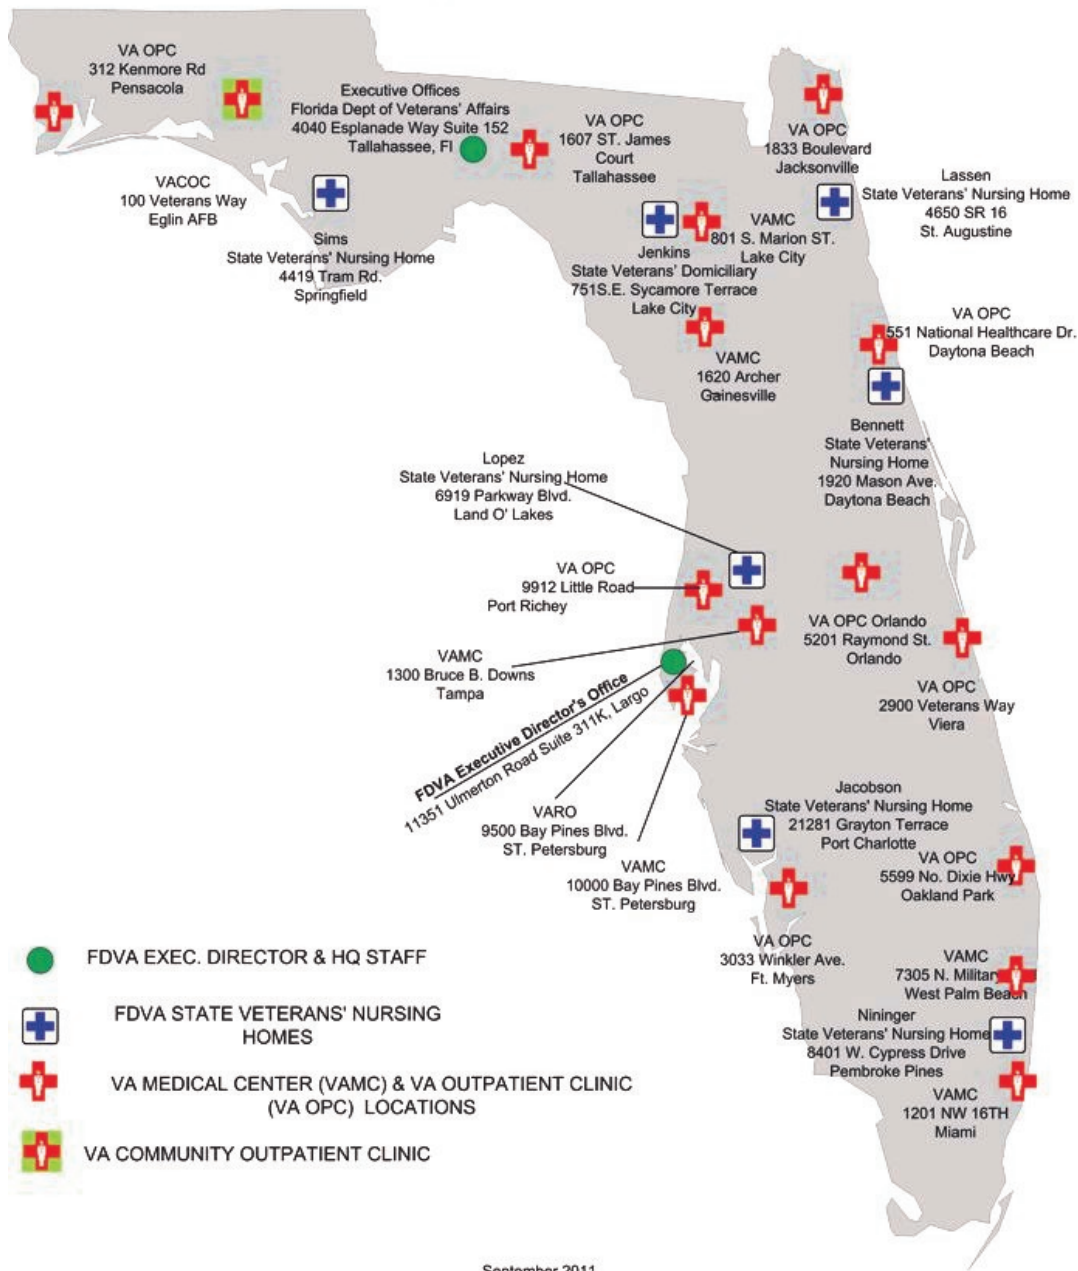 VA OPC
312 Kenmore Rd
Pensacola
Executive Offices
Florida Dept of Veterans' Affairs
4040 Esplanade Way Suite 152
Tallahassee, Fl
VA OPC
1607 ST. James
Court
Tallahassee
VA OPC
1833 Boulevard
Jacksonville
VACOC
100 Veterans Way
Eglin AFB
Lassen
State Veterans' Nursing Home
4650 SR 16
St. Augustine
Sims
State Veterans' Nursing Home
4419 Tram Rd.
Springfield
VAMC
801 S. Marion ST.
Lake City
Jenkins
State Veterans' Domiciliary
751S.E. Sycamore Terrace
Lake City
VA OPC
551 National Healthcare Dr.
Daytona Beach
VAMC
1620 Archer
Gainesville
Bennett
State Veterans'
Nursing Home
1920 Mason Ave.
Daytona Beach
Lopez
State Veterans' Nursing Home
6919 Parkway Blvd.
Land O' Lakes
VA OPC
9912 Little Road
Port Richey
VA OPC Orlando
5201 Raymond St.
Orlando
VAMC
1300 Bruce B. Downs
Tampa
VA OPC
2900 Veterans Way
Viera
FDVA Executive Director's Office
11351 Ulmerton Road Suite 311K, Largo
VARO
9500 Bay Pines Blvd.
ST. Petersburg
VAMC
10000 Bay Pines Blvd.
ST. Petersburg
Jacobson
State Veterans' Nursing Home
21281 Grayton Terrace
Port Charlotte
VA OPC
5599 No. Dixie Hwy
Oakland Park
VA OPC
3033 Winkler Ave.
Ft. Myers
VAMC
7305 N. Military
West Palm Beach
Nininger
State Veterans' Nursing Home
8401 W. Cypress Drive
Pembroke Pines
VAMC
1201 NW 16TH
Miami
FDVA EXEC. DIRECTOR & HQ STAFF
FDVA STATE VETERANS' NURSING
HOMES
VA MEDICAL CENTER (VAMC) & VA OUTPATIENT CLINIC
(VA OPC) LOCATIONS
VA COMMUNITY OUTPATIENT CLINIC
September 2011